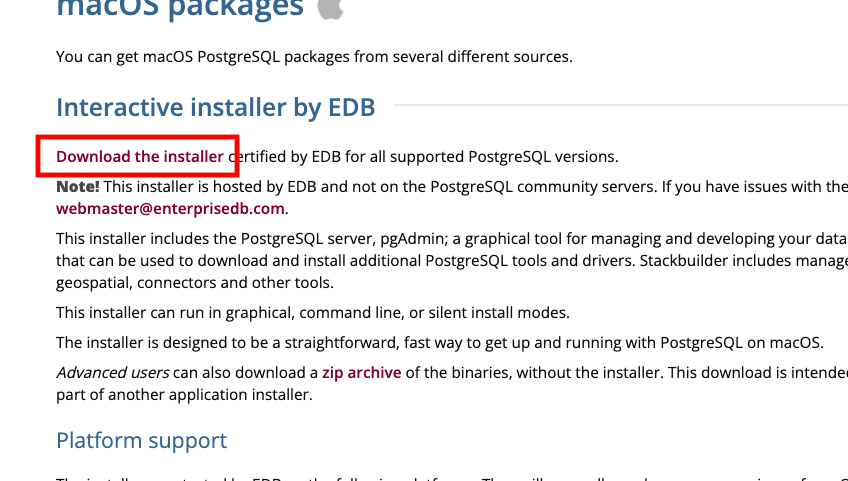 macOS packages
You can get macOS PostgreSQL packages from several different sources.
Interactive installer by EDB
Download the installer certified by EDB for all supported PostgreSQL versions.
Note! This installer is hosted by EDB and not on the PostgreSQL community servers. If you have issues with the
webmaster@enterprisedb.com.
This installer includes the PostgreSQL server, pgAdmin; a graphical tool for managing and developing your data
that can be used to download and install additional PostgreSQL tools and drivers. Stackbuilder includes manage
geospatial, connectors and other tools.
This installer can run in graphical, command line, or silent install modes.
The installer is designed to be a straightforward, fast way to get up and running with PostgreSQL on macOS.
Advanced users can also download a zip archive of the binaries, without the installer. This download is intende
part of another application installer.
Platform support